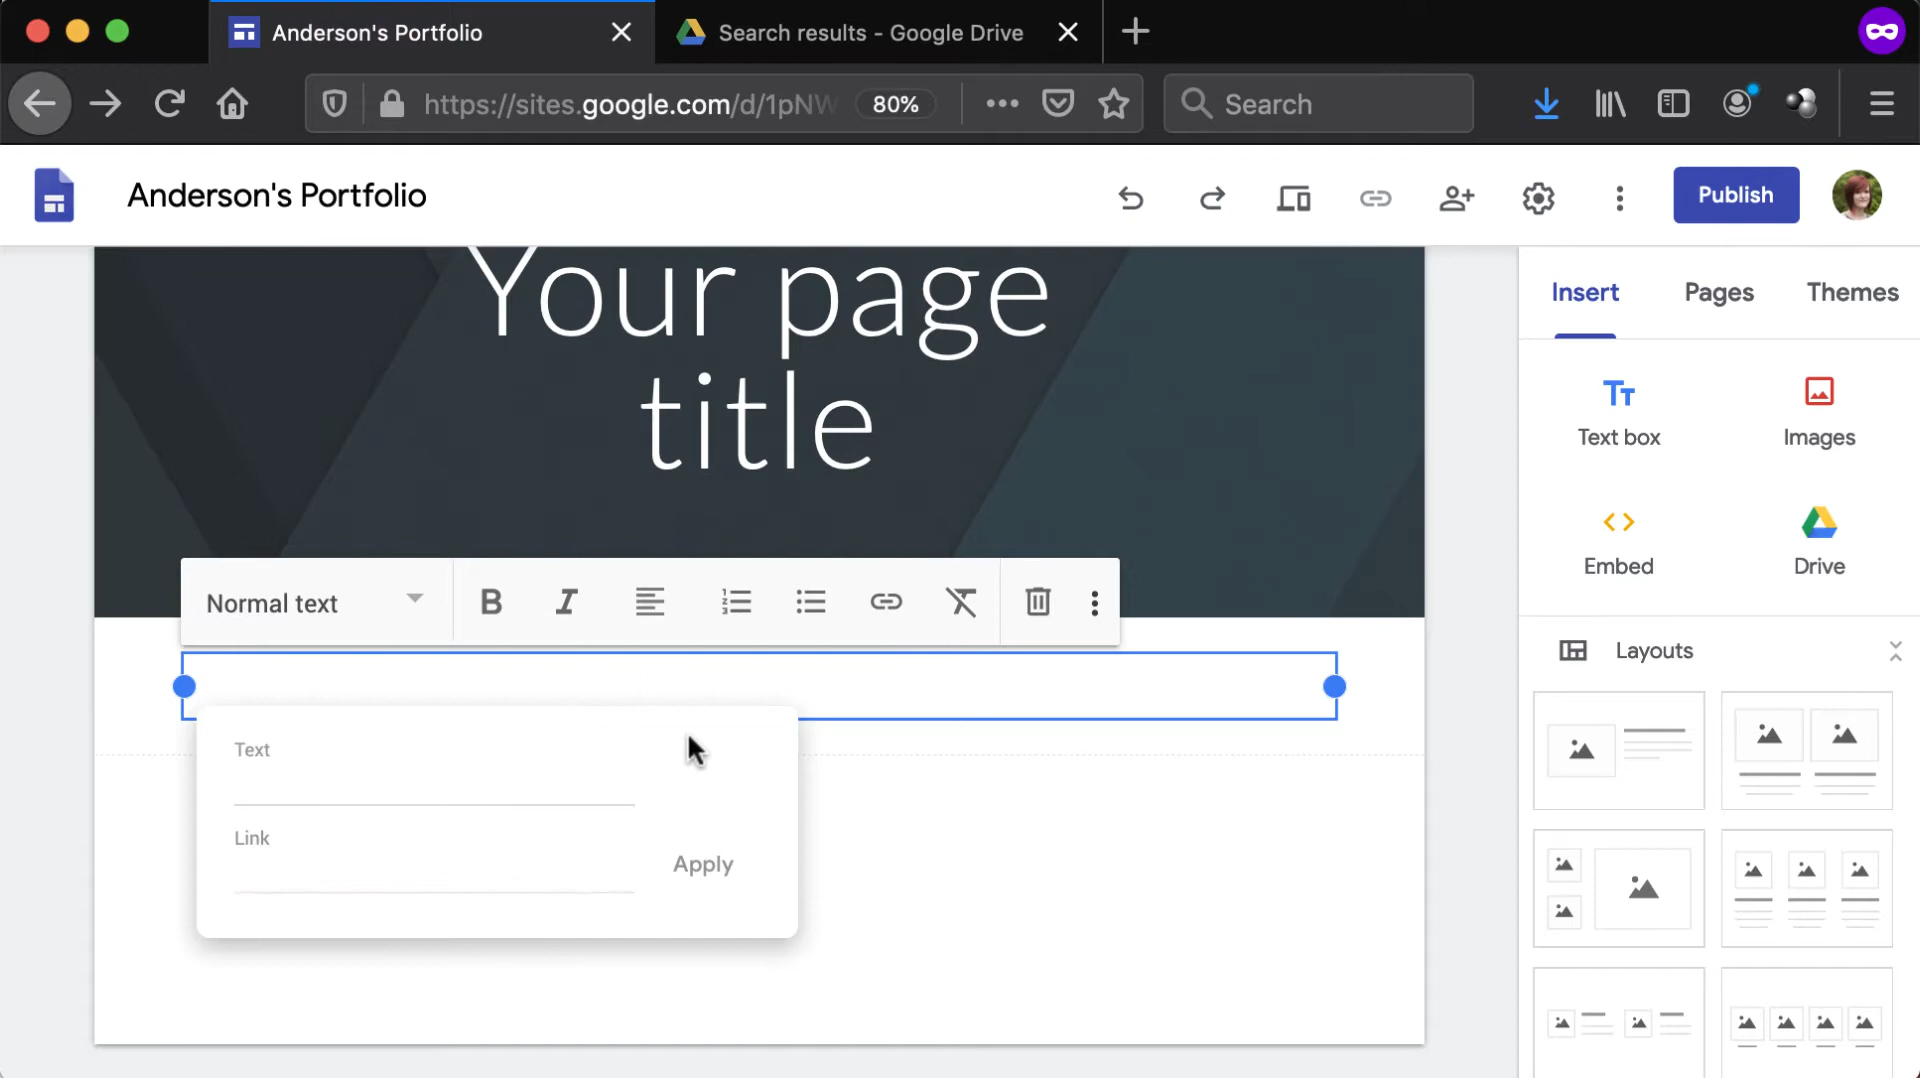 Anderson's Portfolio
Search results - Google Drive
https://sites.google.com/d/1pNW
80%
Search
Anderson's Portfolio
Publish
Your page
title
Insert
Pages
Themes
Text box
Images
Embed
Drive
Normal text
Layouts
Text
Link
Apply